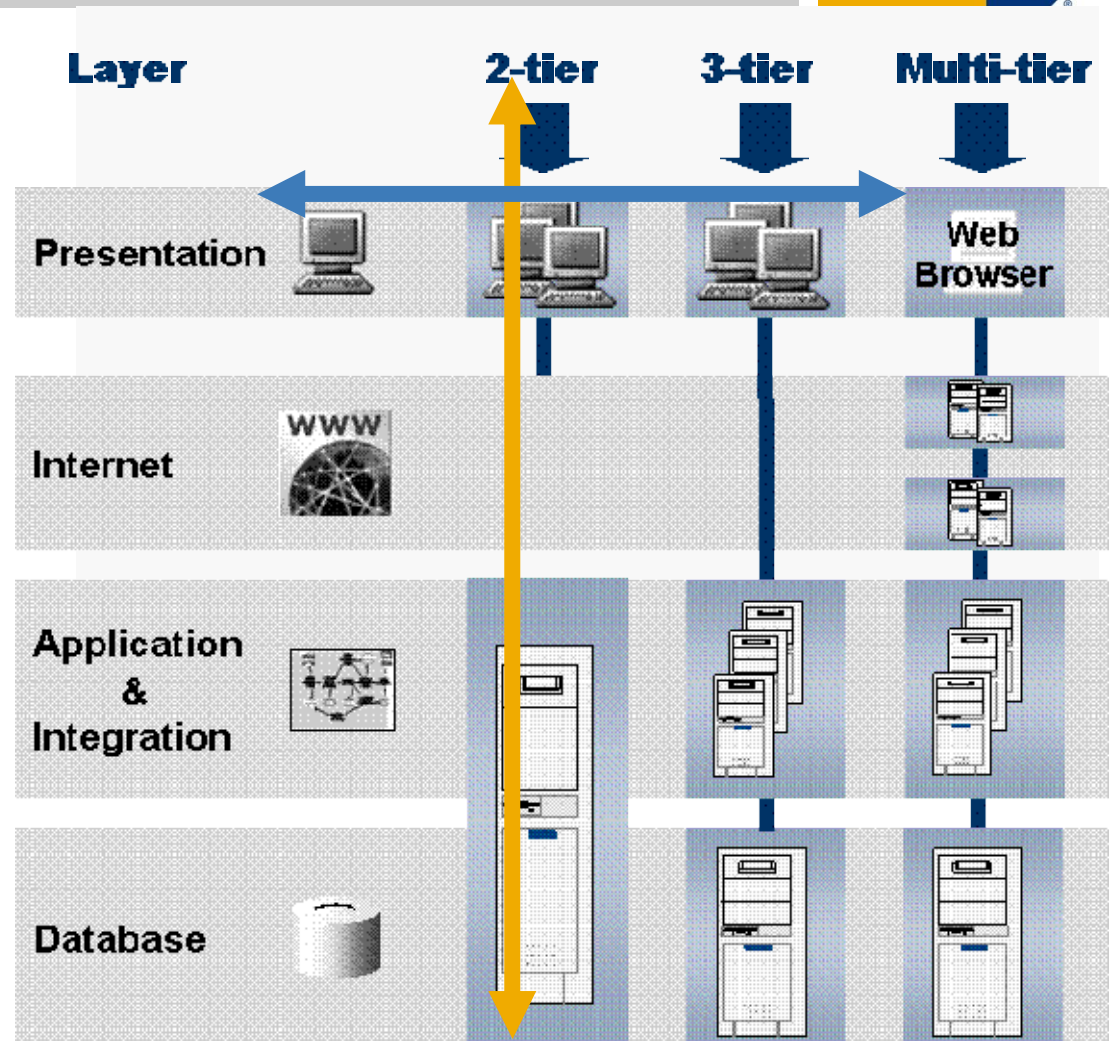 Layer 2-tier 3-tier Multi-tier
Presentation
Web
Browser
WWW
Internet
Application
&
Integration
Database